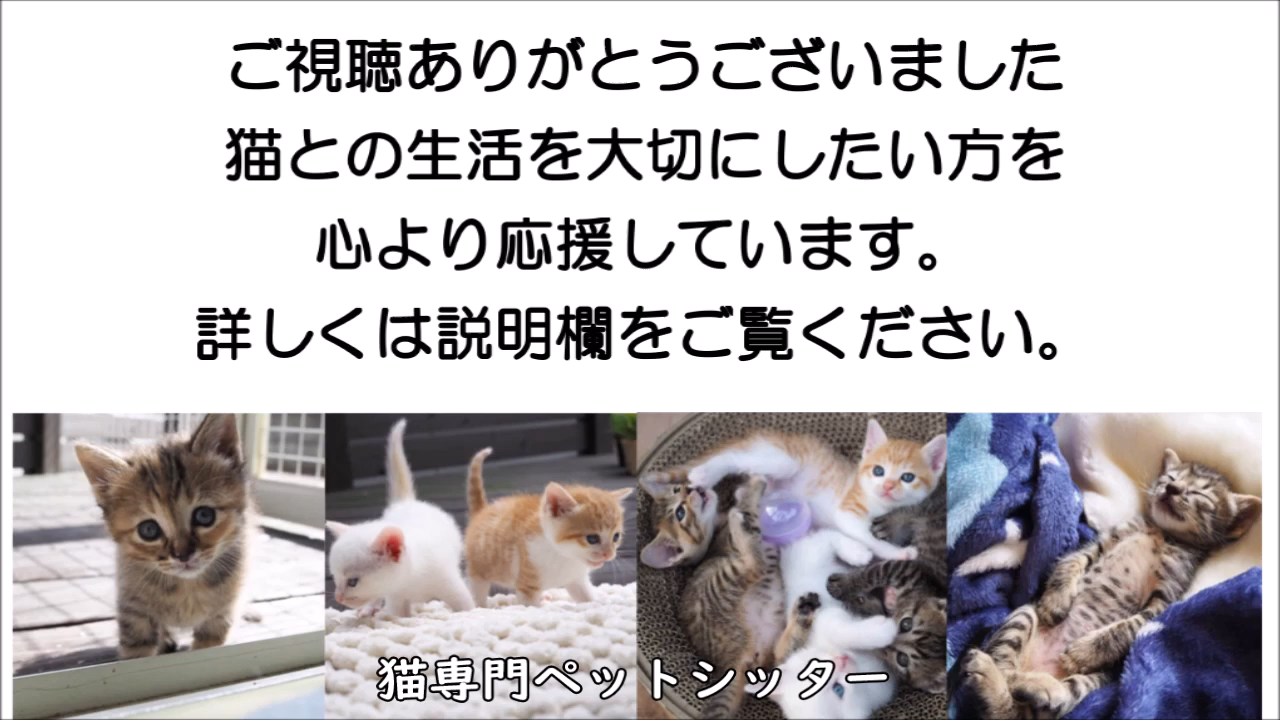 ご視聴ありがとうございました
猫との生活を大切にしたい方を
心より応援しています。
詳しくは説明欄をご覧ください。
猫専門ペットシッター